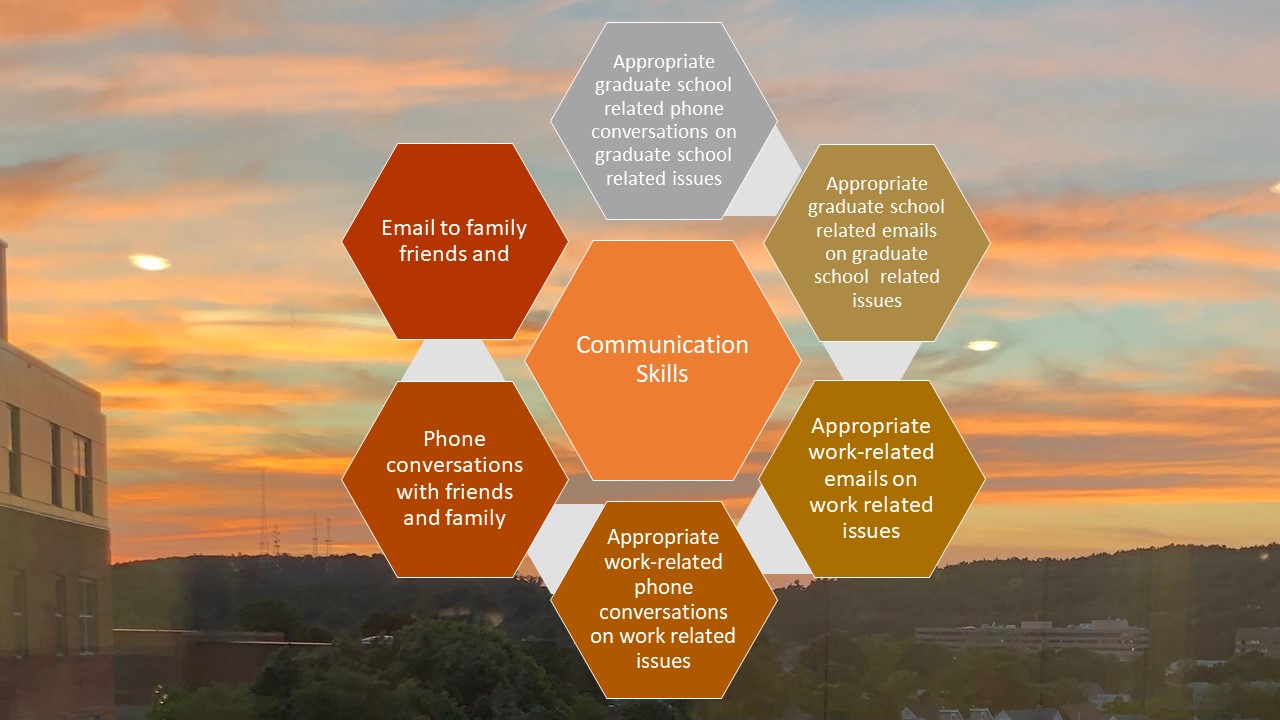 Appropriate
graduate school
related phone
conversations on
graduate school
related issues
Appropriate
graduate school
related emails
on graduate
school  related
issues
Appropriate
work-related
emails on
work related
issues
Appropriate
work-related
phone
conversations
on work related
issues
Phone
conversations
with friends
and family
Email to family
friends and
Communication
Skills